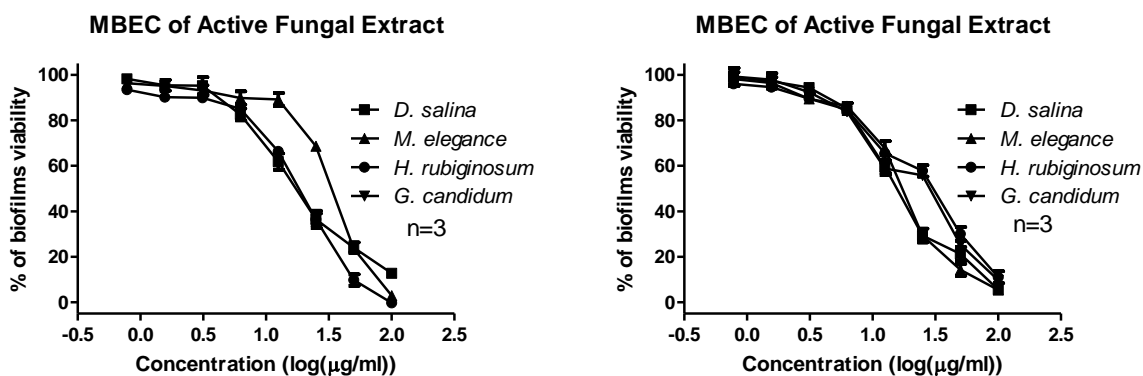 MBEC of Active Fungal Extract
% of biofilms viability
100
80
60
40
20
0
-0.5
0.0
0.5
1.0
1.5
2.0
2.5
Concentration (log(μg/ml))
D. salina
M. elegance
H. rubiginosum
G. candidum
n=3
MBEC of Active Fungal Extract
% of biofilms viability
100
80
60
40
20
0
-0.5
0.0
0.5
1.0
1.5
2.0
2.5
Concentration (log(μg/ml))
D. salina
M. elegance
H. rubiginosum
G. candidum
n=3